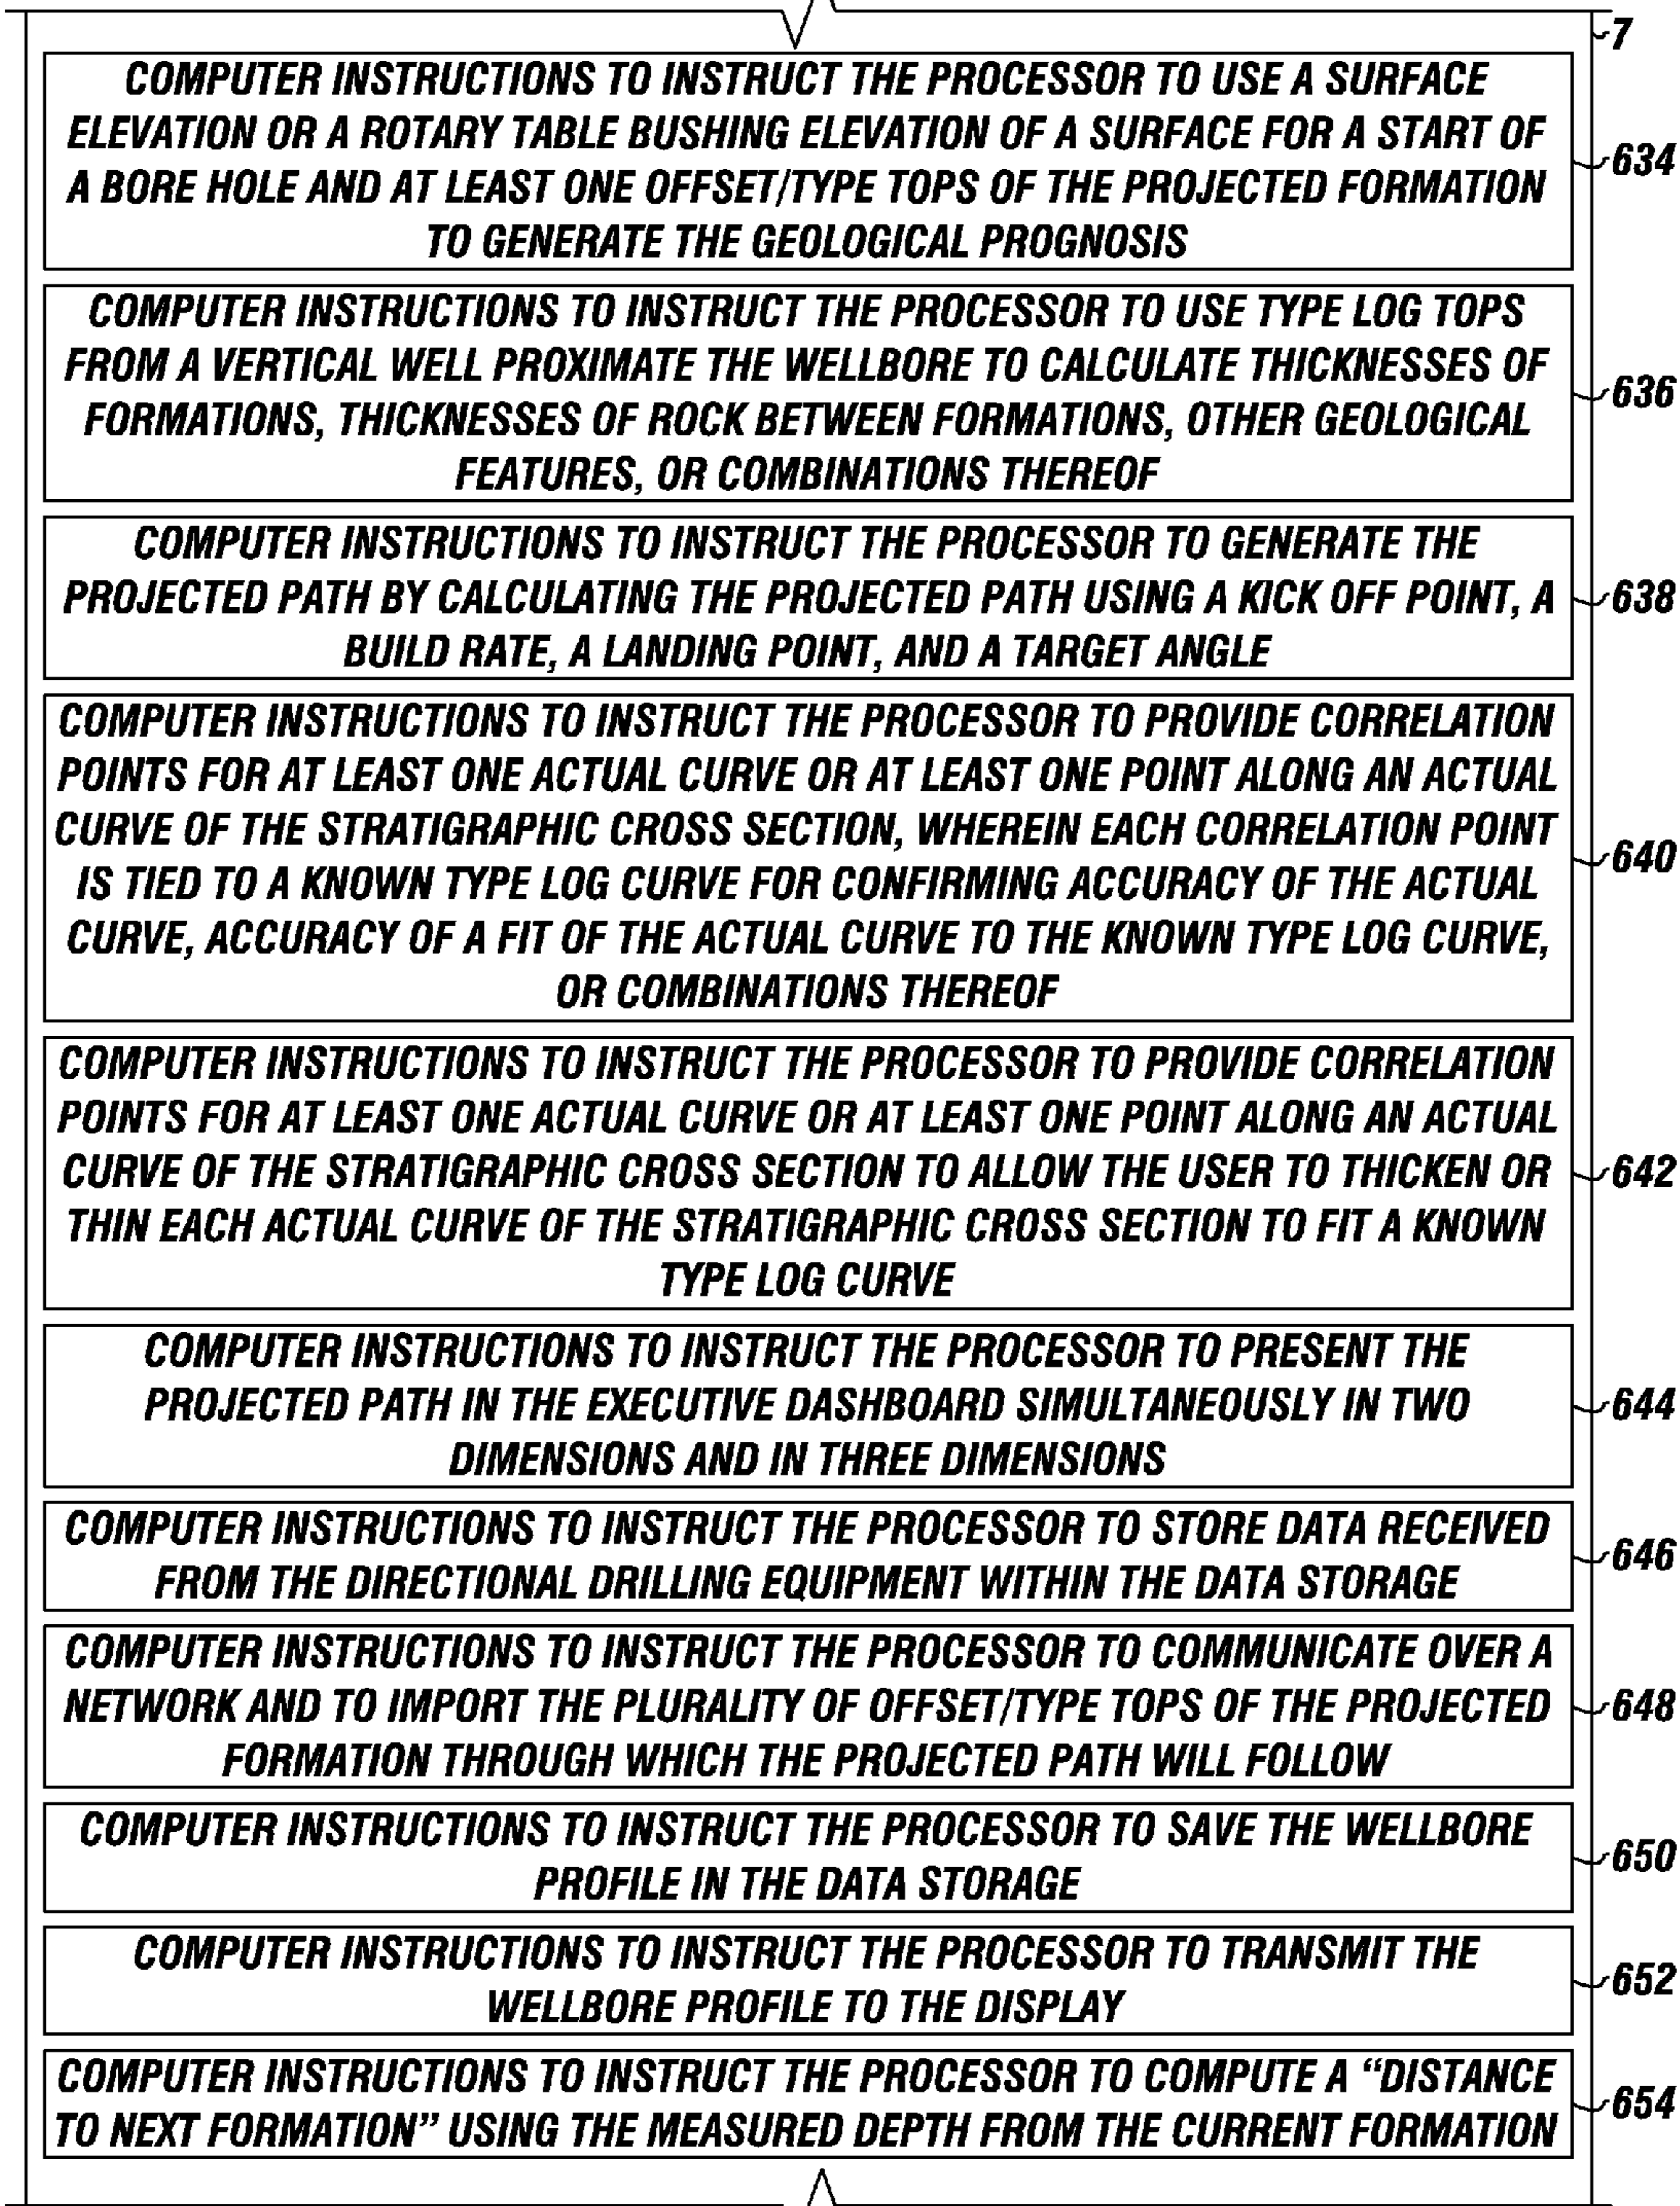 7
COMPUTER INSTRUCTIONS TO INSTRUCT THE PROCESSOR TO USE A SURFACE
ELEVATION OR A ROTARY TABLE BUSHING ELEVATION OF A SURFACE FOR A START OF
A BORE HOLE AND AT LEAST ONE OFFSET/TYPE TOPS OF THE PROJECTED FORMATION
TO GENERATE THE GEOLOGICAL PROGNOSIS
634
COMPUTER INSTRUCTIONS TO INSTRUCT THE PROCESSOR TO USE TYPE LOG TOPS
FROM A VERTICAL WELL PROXIMATE THE WELLBORE TO CALCULATE THICKNESSES OF
FORMATIONS, THICKNESSES OF ROCK BETWEEN FORMATIONS, OTHER GEOLOGICAL
FEATURES, OR COMBINATIONS THEREOF
636
COMPUTER INSTRUCTIONS TO INSTRUCT THE PROCESSOR TO GENERATE THE
PROJECTED PATH BY CALCULATING THE PROJECTED PATH USING A KICK OFF POINT, A
BUILD RATE, A LANDING POINT, AND A TARGET ANGLE
638
COMPUTER INSTRUCTIONS TO INSTRUCT THE PROCESSOR TO PROVIDE CORRELATION
POINTS FOR AT LEAST ONE ACTUAL CURVE OR AT LEAST ONE POINT ALONG AN ACTUAL
CURVE OF THE STRATIGRAPHIC CROSS SECTION, WHEREIN EACH CORRELATION POINT
IS TIED TO A KNOWN TYPE LOG CURVE FOR CONFIRMING ACCURACY OF THE ACTUAL
CURVE, ACCURACY OF A FIT OF THE ACTUAL CURVE TO THE KNOWN TYPE LOG CURVE,
OR COMBINATIONS THEREOF
640
COMPUTER INSTRUCTIONS TO INSTRUCT THE PROCESSOR TO PROVIDE CORRELATION
POINTS FOR AT LEAST ONE ACTUAL CURVE OR AT LEAST ONE POINT ALONG AN ACTUAL
CURVE OF THE STRATIGRAPHIC CROSS SECTION TO ALLOW THE USER TO THICKEN OR
THIN EACH ACTUAL CURVE OF THE STRATIGRAPHIC CROSS SECTION TO FIT A KNOWN
TYPE LOG CURVE
642
COMPUTER INSTRUCTIONS TO INSTRUCT THE PROCESSOR TO PRESENT THE
PROJECTED PATH IN THE EXECUTIVE DASHBOARD SIMULTANEOUSLY IN TWO
DIMENSIONS AND IN THREE DIMENSIONS
644
COMPUTER INSTRUCTIONS TO INSTRUCT THE PROCESSOR TO STORE DATA RECEIVED
FROM THE DIRECTIONAL DRILLING EQUIPMENT WITHIN THE DATA STORAGE
646
COMPUTER INSTRUCTIONS TO INSTRUCT THE PROCESSOR TO COMMUNICATE OVER A
NETWORK AND TO IMPORT THE PLURALITY OF OFFSET/TYPE TOPS OF THE PROJECTED
FORMATION THROUGH WHICH THE PROJECTED PATH WILL FOLLOW
648
COMPUTER INSTRUCTIONS TO INSTRUCT THE PROCESSOR TO SAVE THE WELLBORE
PROFILE IN THE DATA STORAGE
650
COMPUTER INSTRUCTIONS TO INSTRUCT THE PROCESSOR TO TRANSMIT THE
WELLBORE PROFILE TO THE DISPLAY
652
COMPUTER INSTRUCTIONS TO INSTRUCT THE PROCESSOR TO COMPUTE A “DISTANCE
TO NEXT FORMATION” USING THE MEASURED DEPTH FROM THE CURRENT FORMATION
654